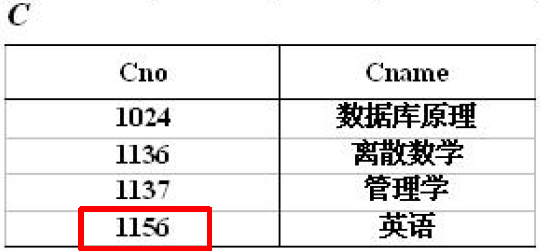 C
Cno Cname
1024 数据库原理
1136 离散数学
1137 管理学
1156 英语